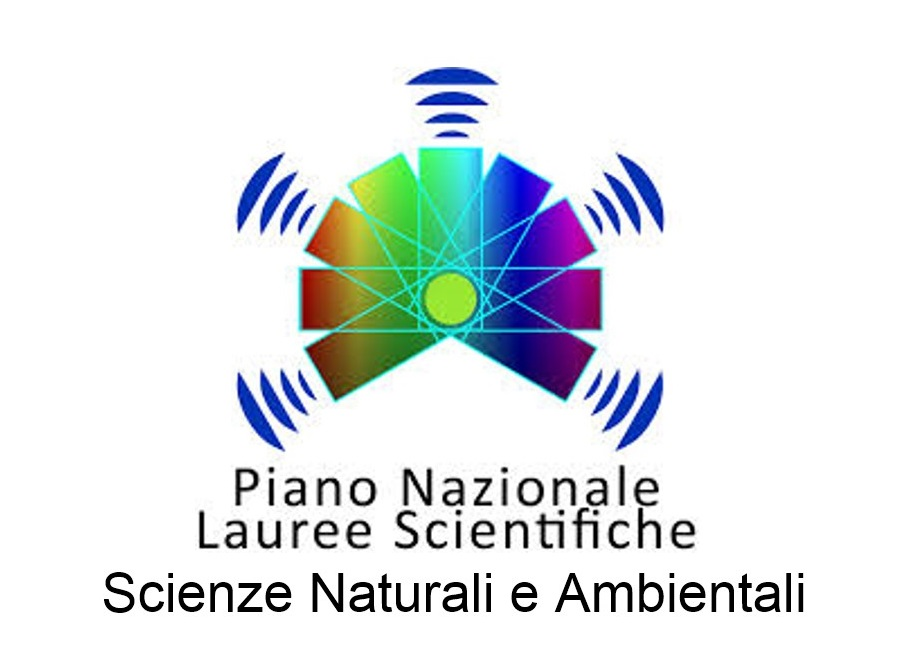 Piano Nazionale
Lauree Scientifiche
Scienze Naturali e Ambientali